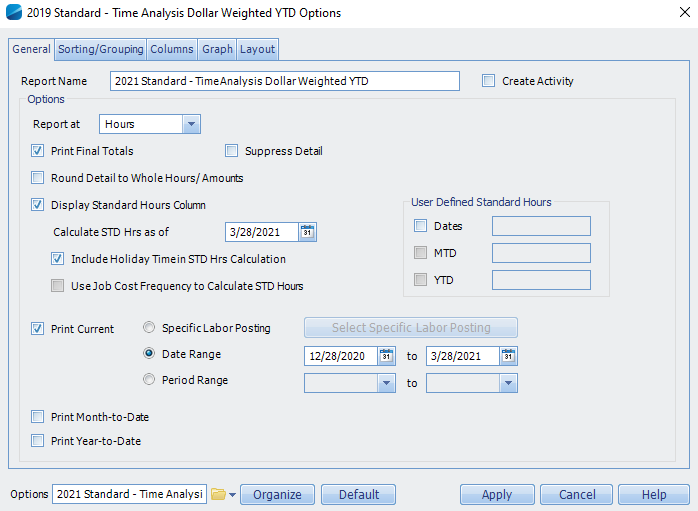 2019 Standard - Time Analysis Dollar Weighted YTD Options
General Sorting/Grouping Columns Graph Layout
Report Name 2021 Standard - Time Analysis Dollar Weighted YTD Create Activity
Options
Report at Hours
Print Final Totals Suppress Detail
Round Detail to Whole Hours/ Amounts
Display Standard Hours Column
User Defined Standard Hours
Calculate STD Hrs as of 3/28/2021 31
Dates
Include Holiday Time in STD Hrs Calculation
MTD
Use Job Cost Frequency to Calculate STD Hours
YTD
Print Current Specific Labor Posting Select Specific Labor Posting
Date Range 12/28/2020 31 to 3/28/2021 31
Period Range to
Print Month-to-Date
Print Year-to-Date
Options 2021 Standard - Time Analysi Organize Default Apply Cancel Help